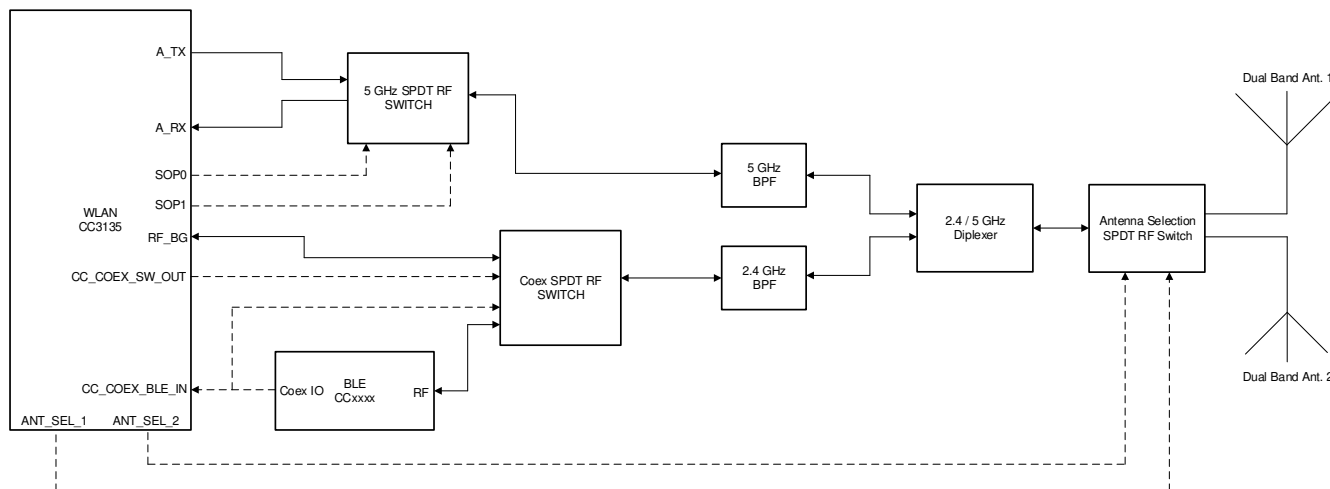 A_TX
A_RX
SOP0
SOP1
WLAN
CC3135
RF_BG
CC_COEX_SW_OUT
CC_COEX_BLE_IN
ANT_SEL_1
ANT_SEL_2
5 GHz SPDT RF
SWITCH
Coex SPDT RF
SWITCH
Coex IO
BLE
CCxxxx
RF
5 GHz
BPF
2.4 GHz
BPF
2.4 / 5 GHz
Diplexer
Antenna Selection
SPDT RF Switch
Dual Band Ant. 1
Dual Band Ant. 2